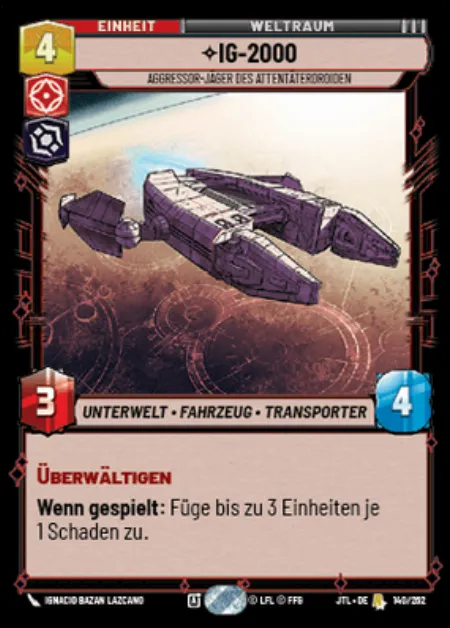 EINHEIT WELTRAUM
4
✧IG-2000
AGGRESSOR-JÄGER DES ATTENTÄTERDROIDEN
3
UNTERWELT • FAHRZEUG • TRANSPORTER
4
ÜBERWÄLTIGEN
Wenn gespielt: Füge bis zu 3 Einheiten je
1 Schaden zu.
IGNACIO BAZAN LAZCANO © LFL © FFG JTL • DE 140/262